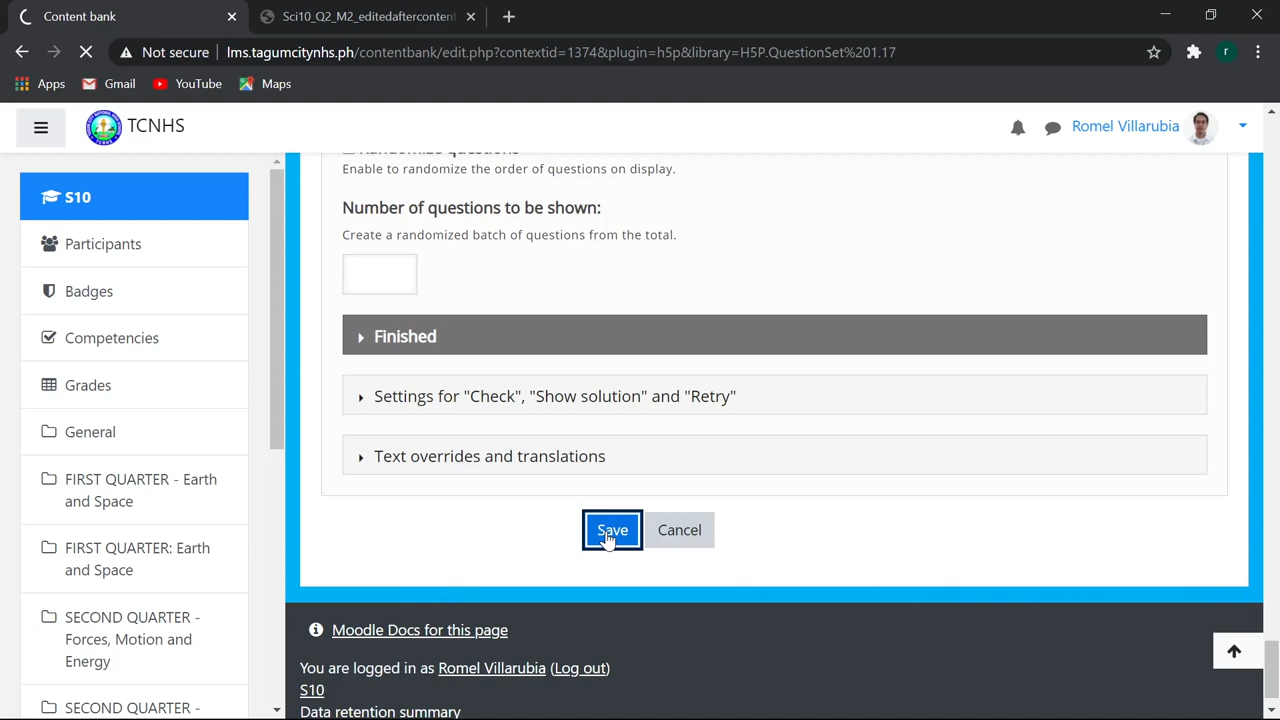 Content bank
Sci10_Q2_M2_editedaftercontent
Not secure
lms.tagumcitynhs.ph/contentbank/edit.php?contextid=1374&plugin=h5p&library=H5P.QuestionSet%201.17
r
Apps
Gmail
YouTube
Maps
TCNHS
Romel Villarubia
S10
Participants
Badges
Competencies
Grades
General
FIRST QUARTER - Earth
and Space
FIRST QUARTER: Earth
and Space
SECOND QUARTER -
Forces, Motion and
Energy
SECOND QUARTER -
Randomize questions
Enable to randomize the order of questions on display.
Number of questions to be shown:
Create a randomized batch of questions from the total.
Finished
Settings for "Check", "Show solution" and "Retry"
Text overrides and translations
Save
Cancel
Moodle Docs for this page
You are logged in as Romel Villarubia (Log out)
S10
Data retention summary